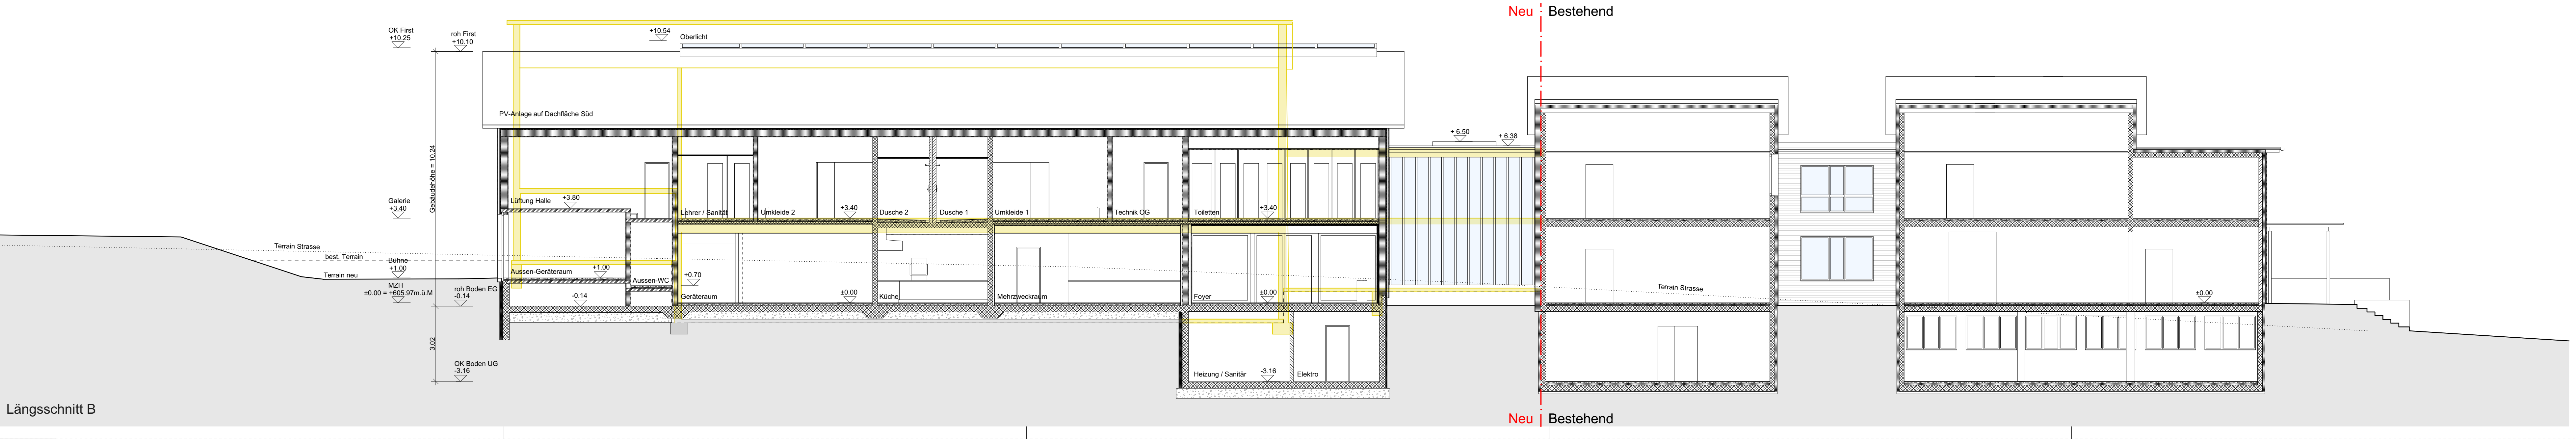 Neu Bestehend
OK First
+10.25
roh First
+10.10
+10.54
Oberlicht
PV-Anlage auf Dachfläche Süd
Gebäudehöhe = 10.24
+ 6.50
+ 6.38
Galerie
+3.40
Lüftung Halle
+3.80
Lehrer / Sanität
Umkleide 2
+3.40
Dusche 2
Dusche 1
Umkleide 1
Technik OG
Toiletten
+3.40
Terrain Strasse
best. Terrain
Terrain neu
Bühne
+1.00
MZH
±0.00 = +605.97m.ü.M
roh Boden EG
-0.14
Aussen-Geräteraum
+1.00
-0.14
Aussen-WC
+0.70
Geräteraum
±0.00
Küche
Mehrzweckraum
Foyer
±0.00
Terrain Strasse
±0.00
3.02
OK Boden UG
-3.16
Heizung / Sanitär
-3.16
Elektro
Längsschnitt B
Neu Bestehend